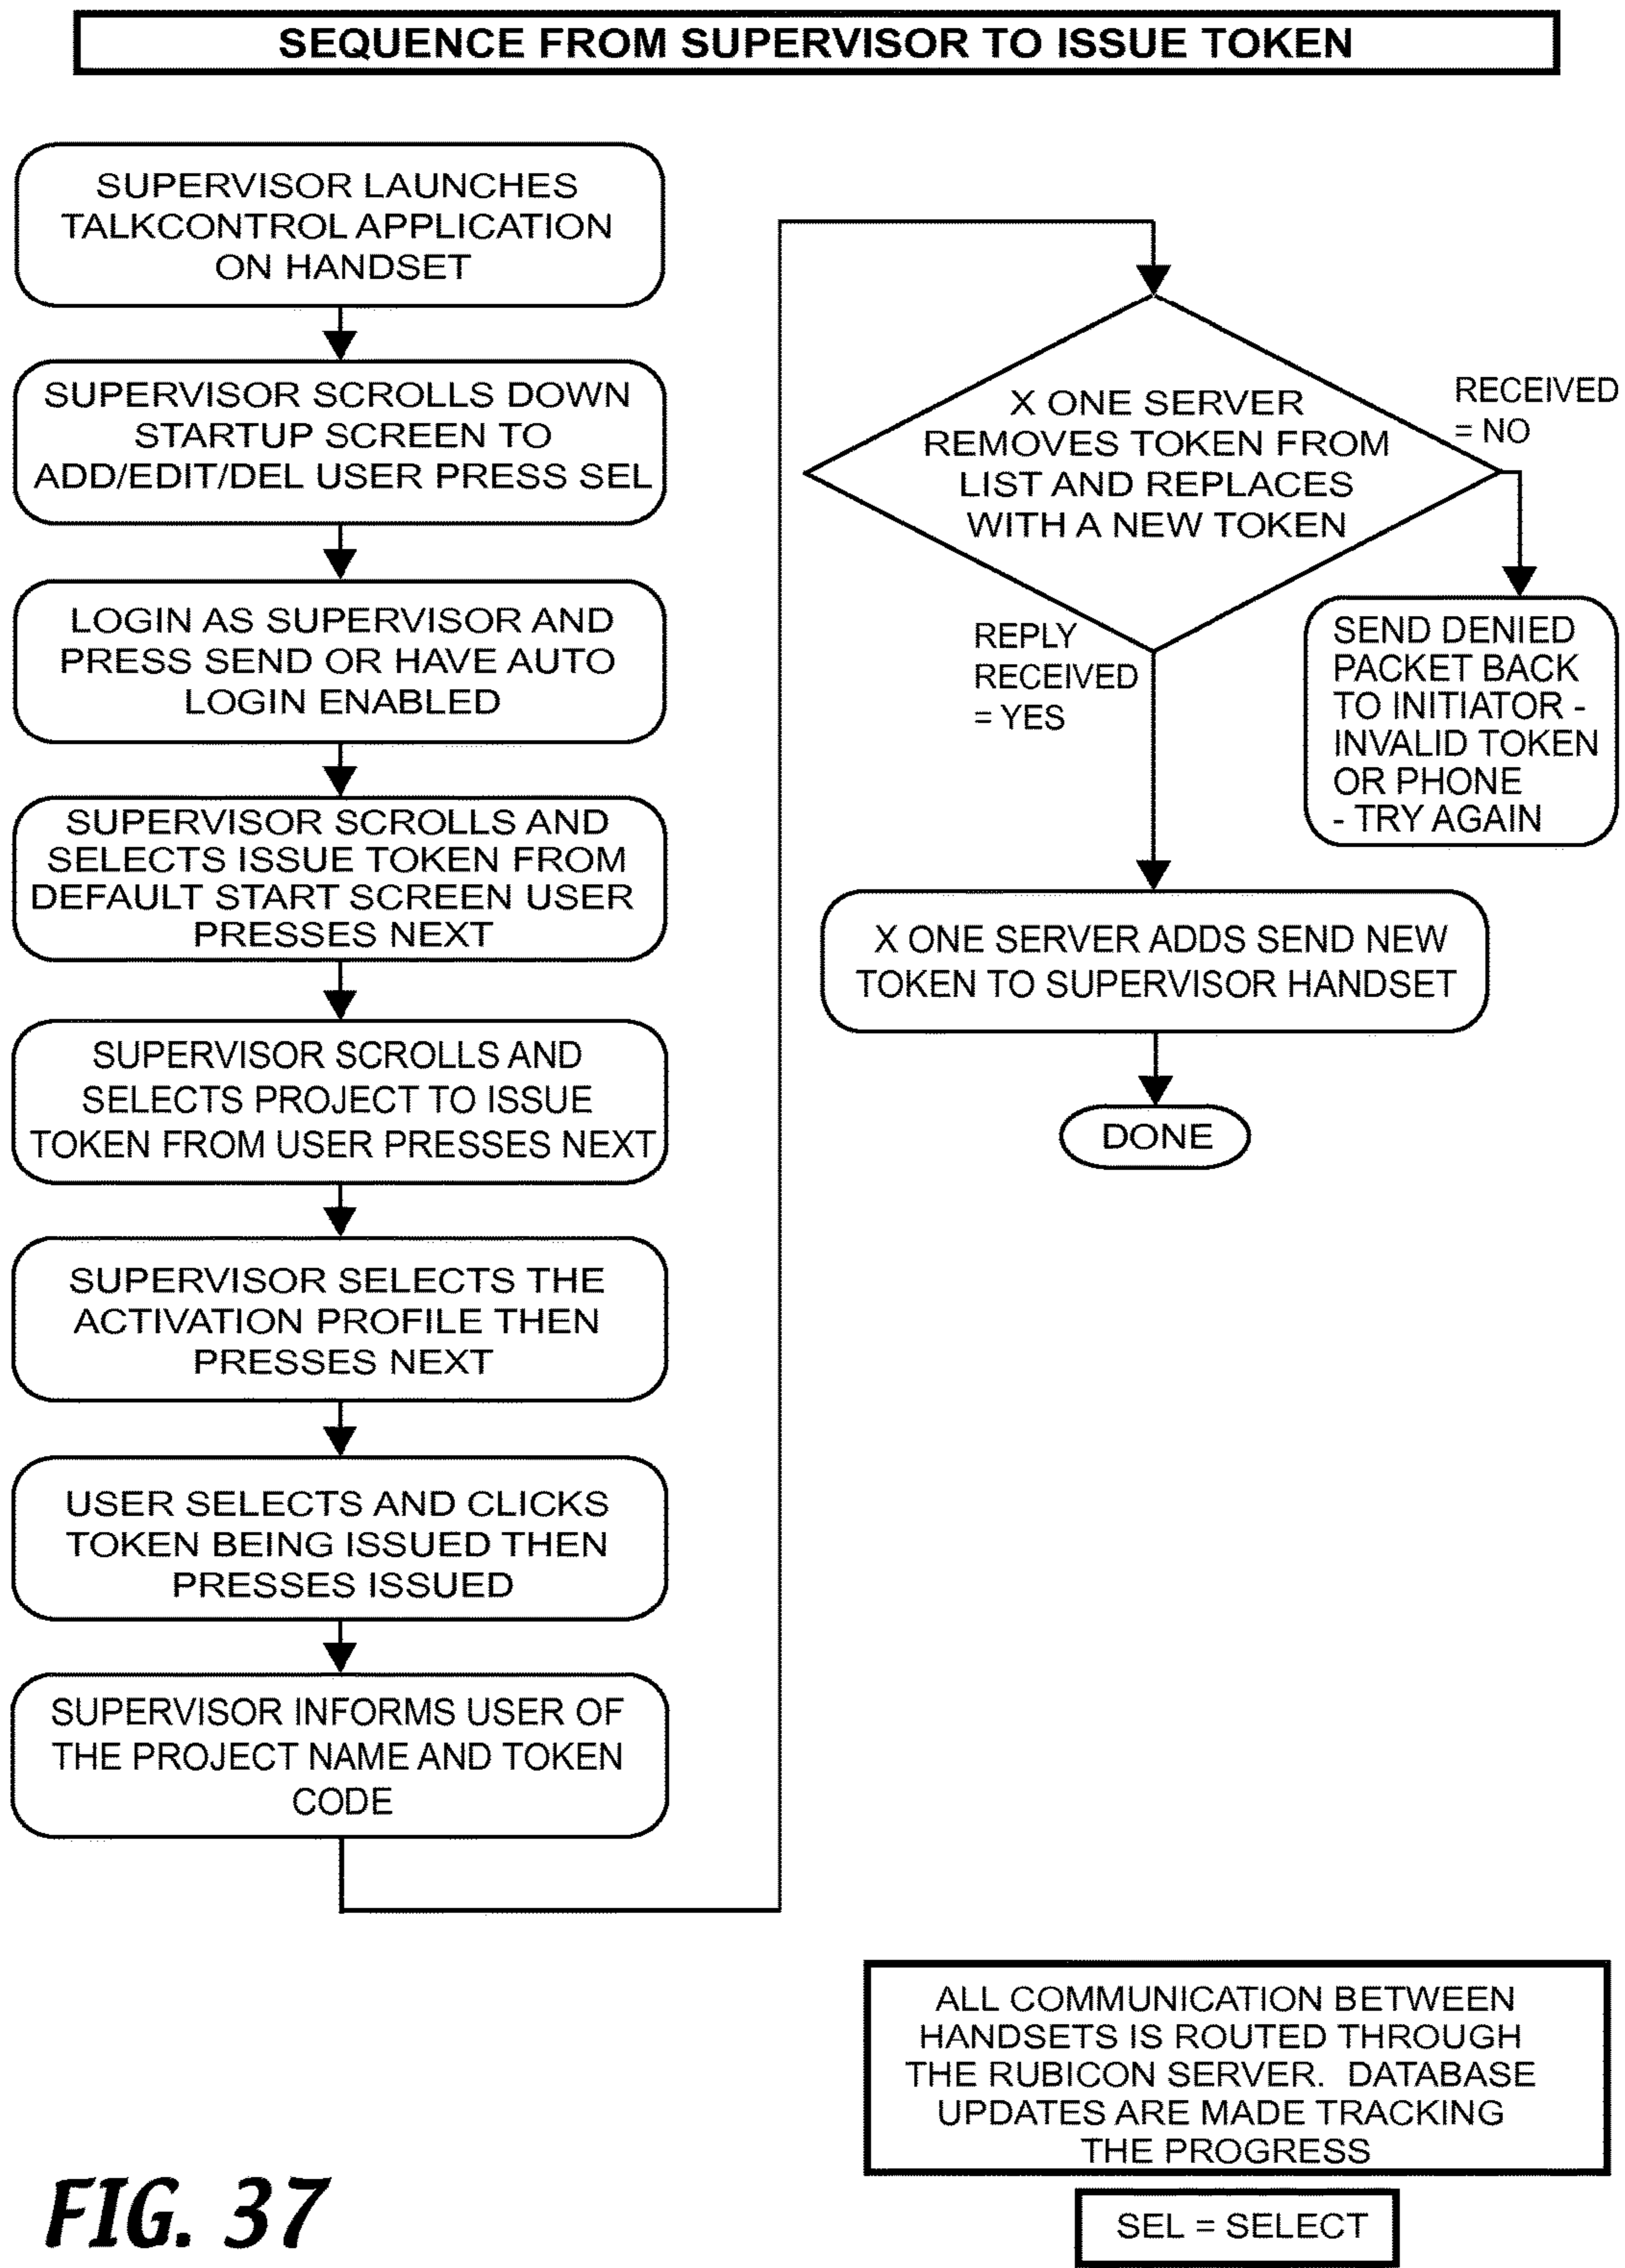 SEQUENCE FROM SUPERVISOR TO ISSUE TOKEN
SUPERVISOR LAUNCHES
TALKCONTROL APPLICATION
ON HANDSET
SUPERVISOR SCROLLS DOWN
STARTUP SCREEN TO
ADD/EDIT/DEL USER PRESS SEL
LOGIN AS SUPERVISOR AND
PRESS SEND OR HAVE AUTO
LOGIN ENABLED
SUPERVISOR SCROLLS AND
SELECTS ISSUE TOKEN FROM
DEFAULT START SCREEN USER
PRESSES NEXT
SUPERVISOR SCROLLS AND
SELECTS PROJECT TO ISSUE
TOKEN FROM USER PRESSES NEXT
SUPERVISOR SELECTS THE
ACTIVATION PROFILE THEN
PRESSES NEXT
USER SELECTS AND CLICKS
TOKEN BEING ISSUED THEN
PRESSES ISSUED
SUPERVISOR INFORMS USER OF
THE PROJECT NAME AND TOKEN
CODE
X ONE SERVER
REMOVES TOKEN FROM
LIST AND REPLACES
WITH A NEW TOKEN
RECEIVED
= NO
SEND DENIED
PACKET BACK
TO INITIATOR -
INVALID TOKEN
OR PHONE
- TRY AGAIN
REPLY
RECEIVED
= YES
X ONE SERVER ADDS SEND NEW
TOKEN TO SUPERVISOR HANDSET
DONE
ALL COMMUNICATION BETWEEN
HANDSETS IS ROUTED THROUGH
THE RUBICON SERVER. DATABASE
UPDATES ARE MADE TRACKING
THE PROGRESS
SEL = SELECT
FIG. 37